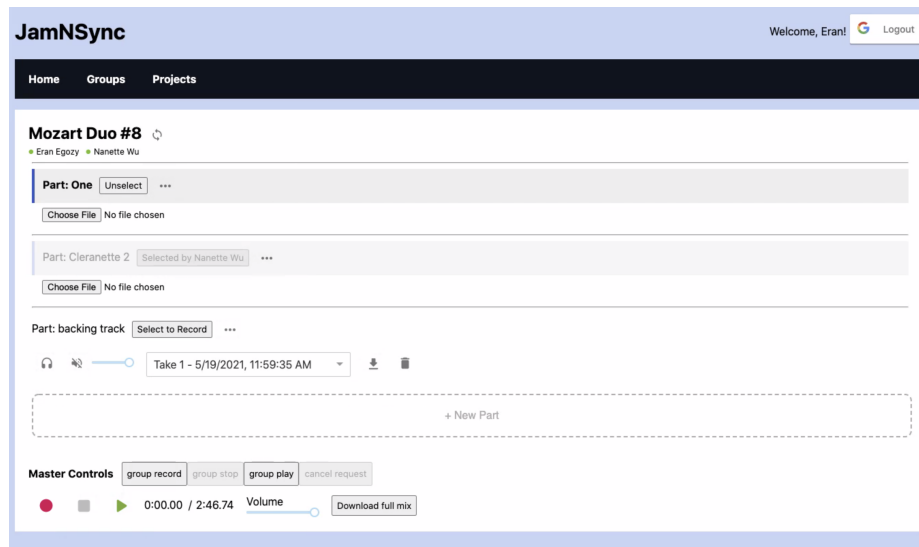 JamNSync
Welcome, Eran!
Logout
Home Groups Projects
Mozart Duo #8
Eran Egozy Nanette Wu
Part: One Unselect
Choose File No file chosen
Part: Cleranette 2 Selected by Nanette Wu
Choose File No file chosen
Part: backing track Select to Record
Take 1 - 5/19/2021, 11:59:35 AM
+ New Part
Master Controls group record group stop group play cancel request
0:00.00 / 2:46.74 Volume Download full mix